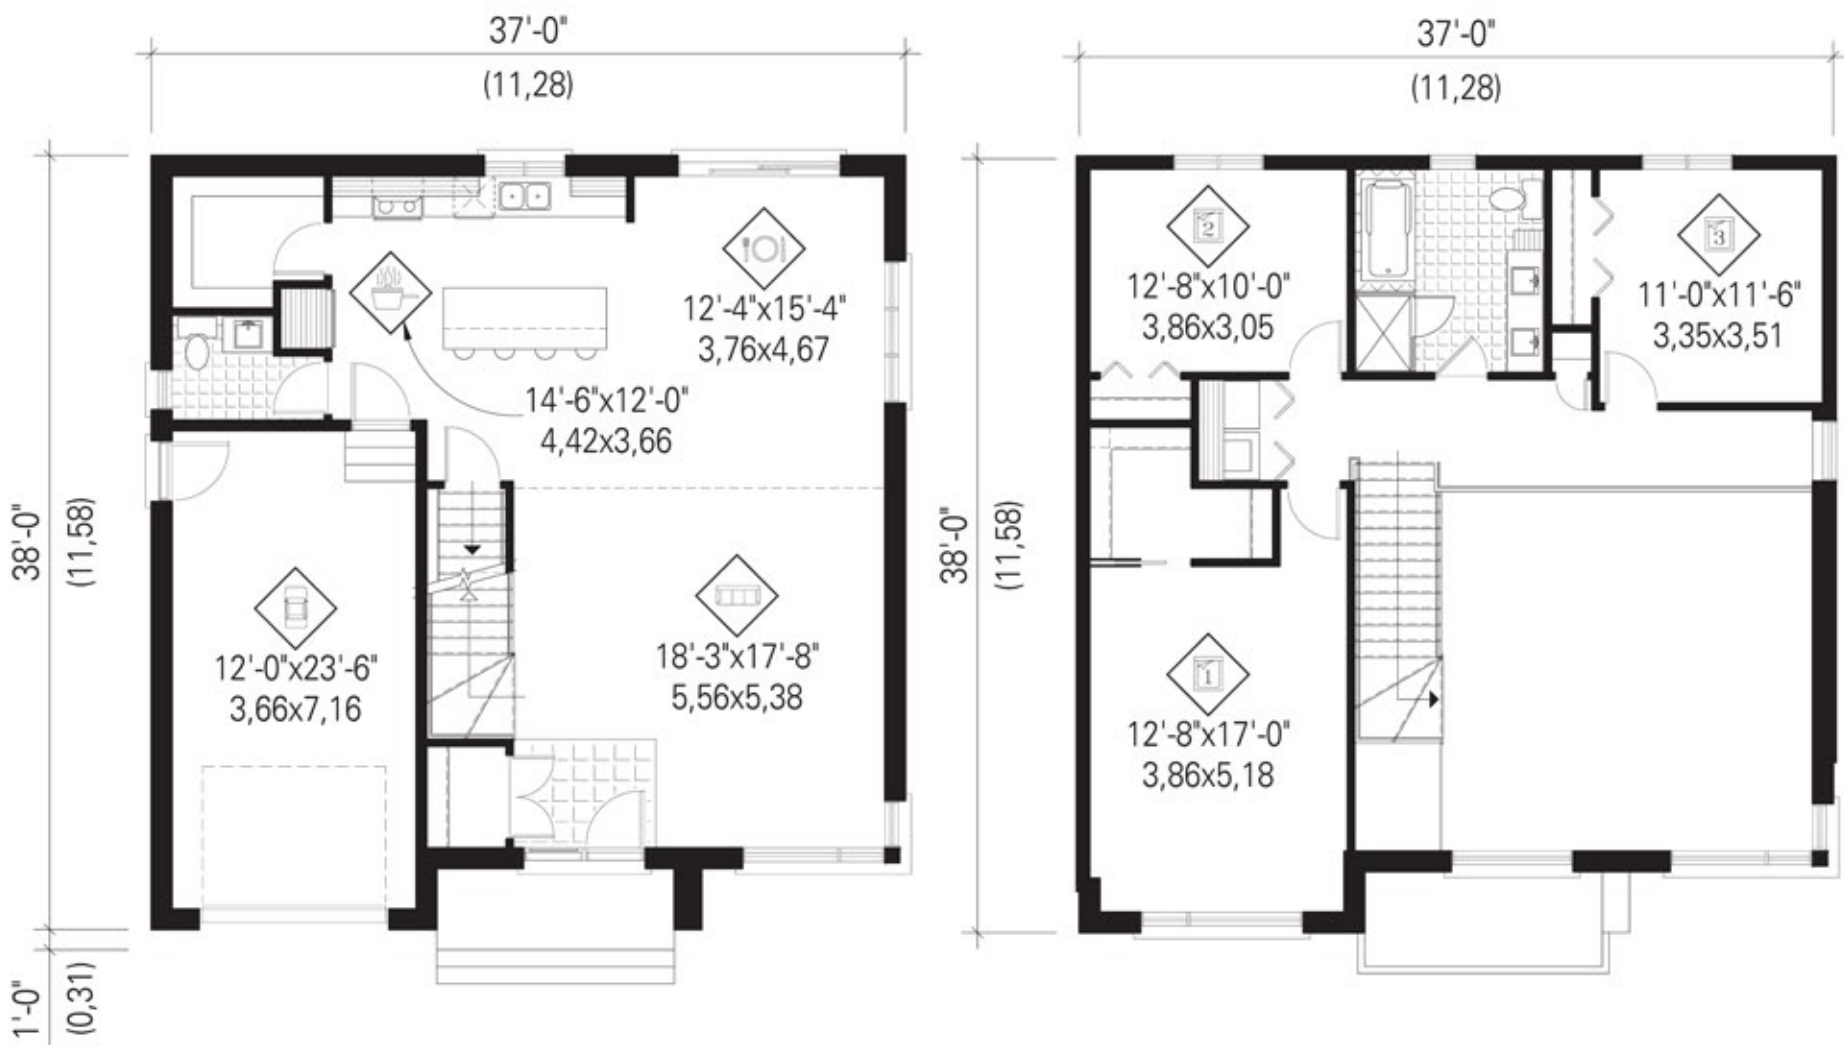 37'-0"
(11,28)
38'-0"
(11,58)
1'-0"
(0,31)
12'-4"x15'-4"
3,76x4,67
14'-6"x12'-0"
4,42x3,66
12'-0"x23'-6"
3,66x7,16
18'-3"x17'-8"
5,56x5,38
37'-0"
(11,28)
38'-0"
(11,58)
2
12'-8"x10'-0"
3,86x3,05
3
11'-0"x11'-6"
3,35x3,51
1
12'-8"x17'-0"
3,86x5,18